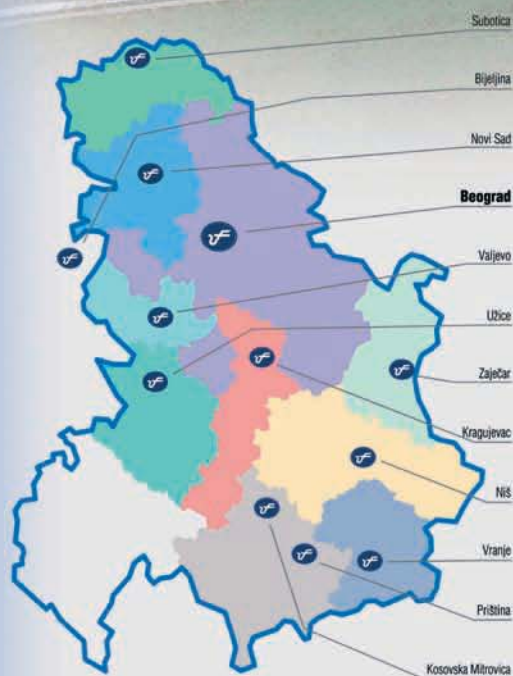 Subotica
Bijeljina
Novi Sad
Beograd
Valjevo
Užice
Zaječar
Kragujevac
Niš
Vranje
Priština
Kosovska Mitrovica